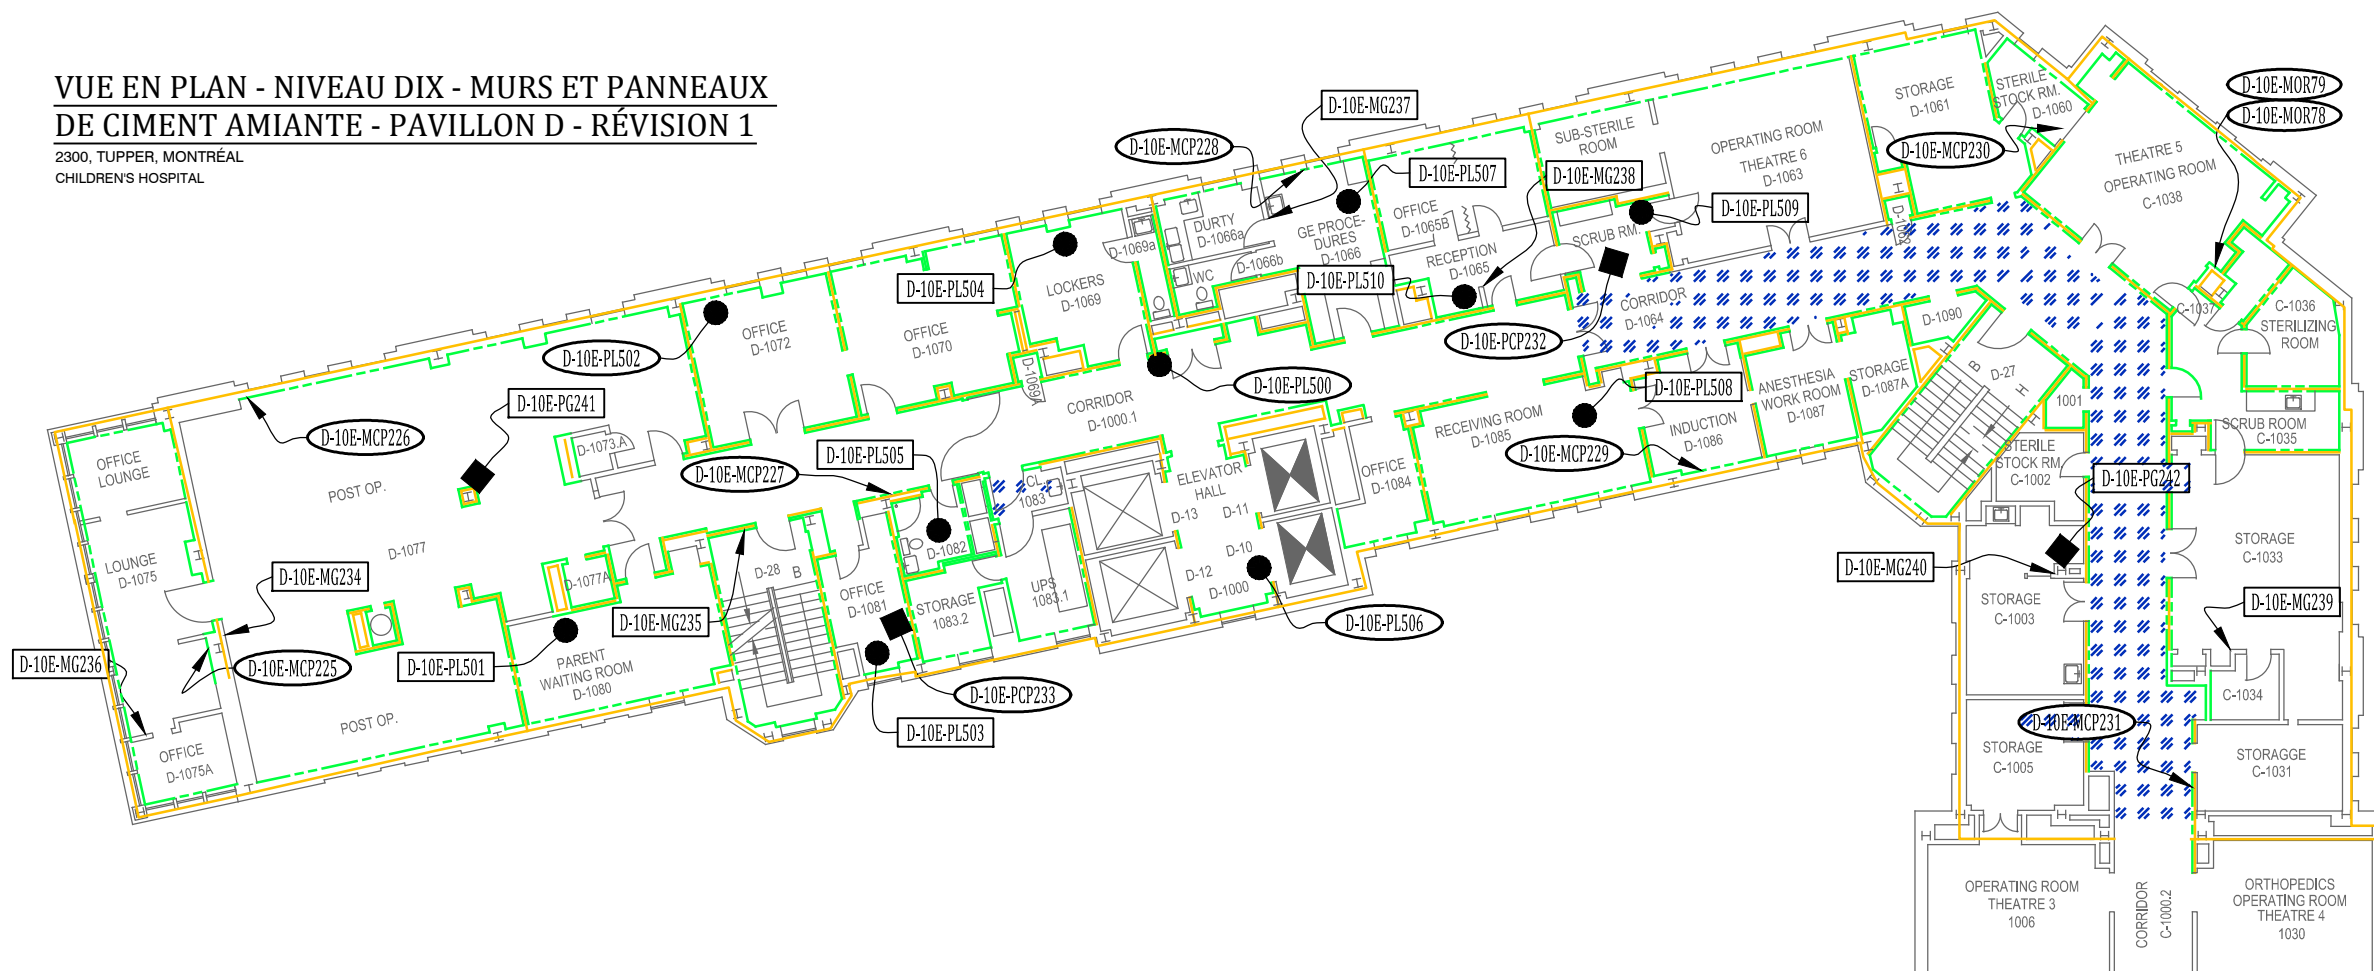 VUE EN PLAN - NIVEAU DIX - MURS ET PANNEAUX
DE CIMENT AMIANTE - PAVILLON D - RÉVISION 1
2300, TUPPER, MONTRÉAL
CHILDREN'S HOSPITAL
D-10E-MOR79
D-10E-MOR78
D-10E-MG237
D-10E-MCP228
D-10E-PL507
D-10E-MG238
D-10E-PL509
D-10E-MCP230
D-10E-PL504
D-10E-PL510
D-10E-PCP232
D-10E-PL502
D-10E-PL500
D-10E-PL508
D-10E-PG241
D-10E-MCP226
D-10E-PL505
D-10E-MCP227
D-10E-MCP229
D-10E-PG242
D-10E-MG240
D-10E-MG234
D-10E-MG239
D-10E-MG235
D-10E-PL506
D-10E-MG236
D-10E-MCP225
D-10E-PL501
D-10E-PCP233
D-10E-PL503
D-10E-MCP231
STORAGE
D-1061
STERILE
STOCK RM.
D-1060
THEATRE 5
OPERATING ROOM
C-1038
SUB-STERILE
ROOM
OPERATING ROOM
THEATRE 6
D-1063
D-1062
SCRUB RM.
OFFICE
D-1065B
RECEPTION
D-1065
GE PROCE-
DURES
D-1066
DURTY
D-1066a
D-1066b
WC
D-1069a
LOCKERS
D-1069
D-1069A
OFFICE
D-1070
OFFICE
D-1072
CORRIDOR
D-1064
CORRIDOR
D-1000.1
D-1090
C-1037
C-1036
STERILIZING
ROOM
D-27
B
H
ANESTHESIA
WORK ROOM
D-1087
STORAGE
D-1087A
INDUCTION
D-1086
RECEIVING ROOM
D-1085
OFFICE
D-1084
ELEVATOR
HALL
D-13
D-11
D-10
D-12
D-1000
1001
STERILE
STOCK RM.
C-1002
SCRUB ROOM
C-1035
STORAGE
C-1033
STORAGE
C-1003
C-1034
STORAGE
C-1005
STORAGGE
C-1031
OPERATING ROOM
THEATRE 3
1006
CORRIDOR
C-1000.2
ORTHOPEDICS
OPERATING ROOM
THEATRE 4
1030
OFFICE
LOUNGE
POST OP.
D-1073.A
D-1077
LOUNGE
D-1075
D-1077A
PARENT
WAITING ROOM
D-1080
POST OP.
OFFICE
D-1075A
D-28
B
OFFICE
D-1081
D-1082
CL.
1083
STORAGE
1083.2
UPS
1083.1